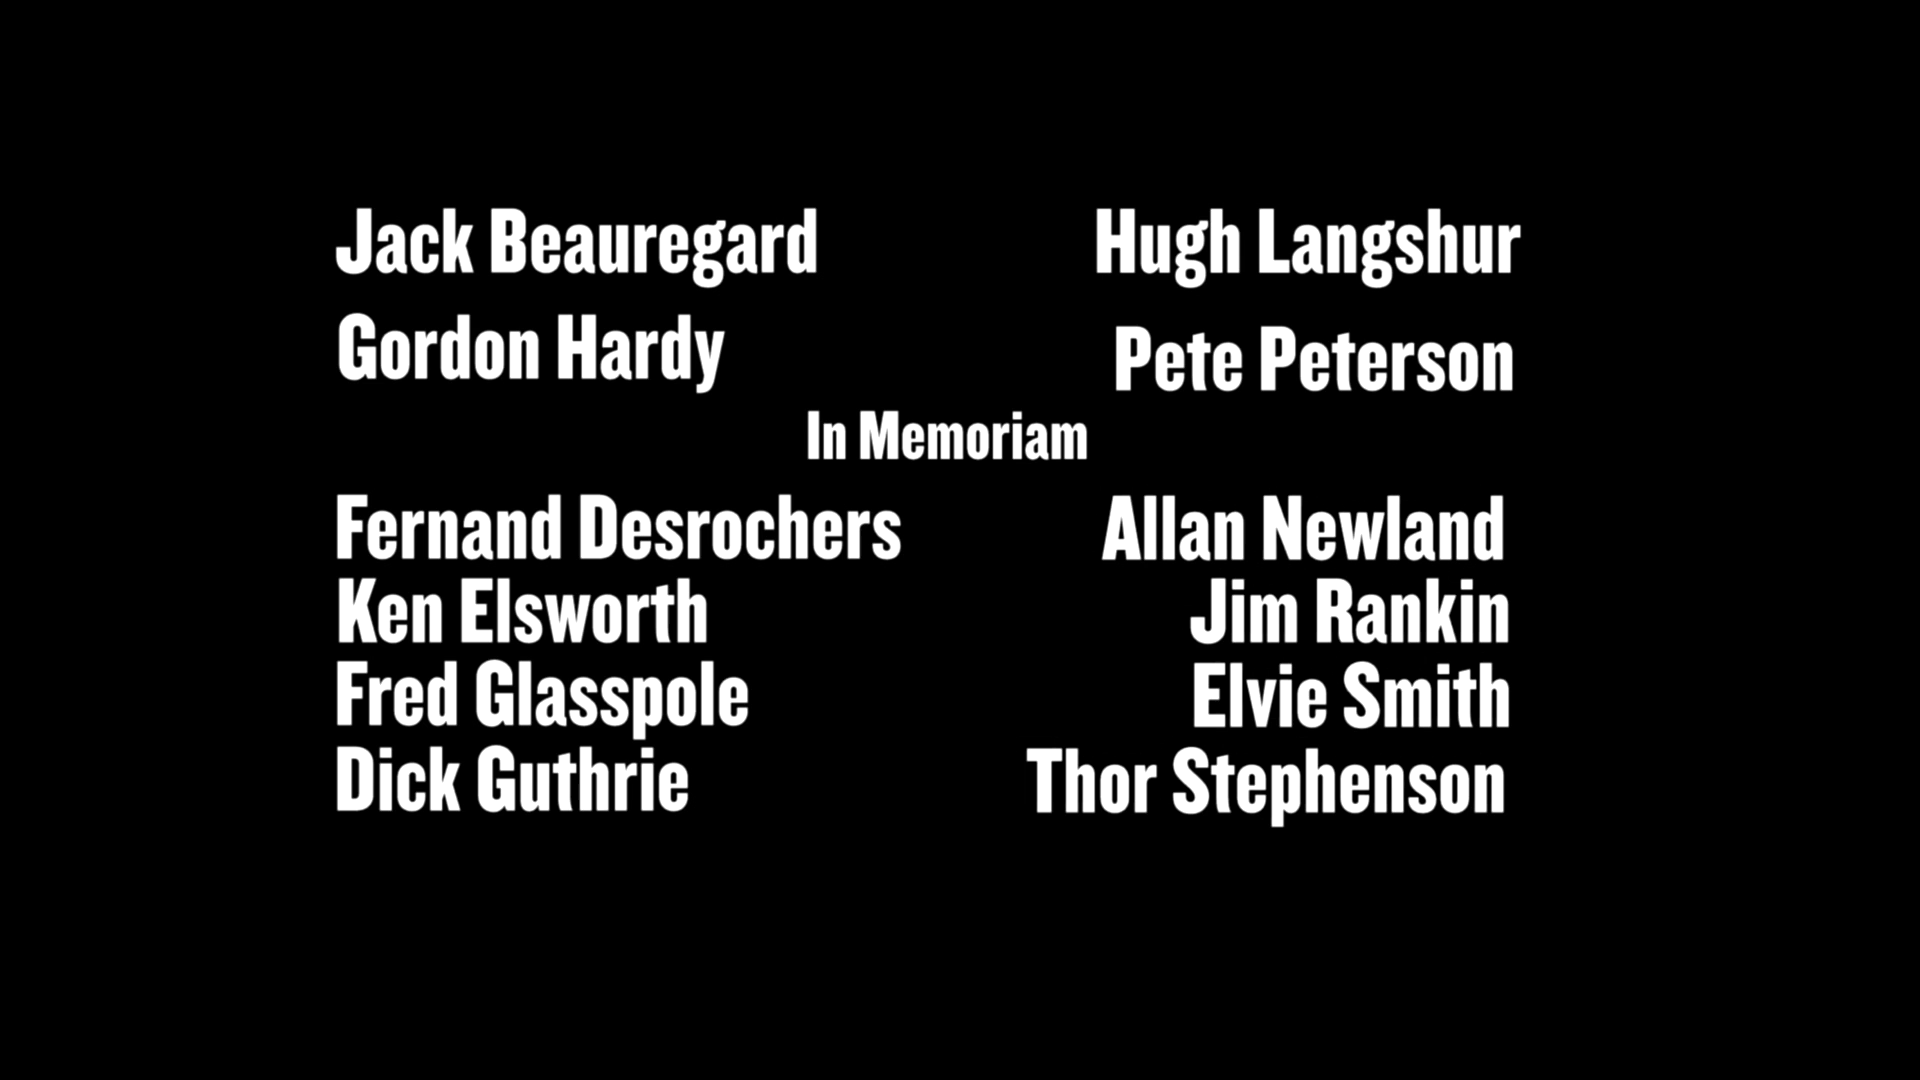 Jack Beauregard
Hugh Langshur
Gordon Hardy
Pete Peterson
In Memoriam
Fernand Desrochers
Allan Newland
Ken Elsworth
Jim Rankin
Fred Glasspole
Elvie Smith
Dick Guthrie
Thor Stephenson